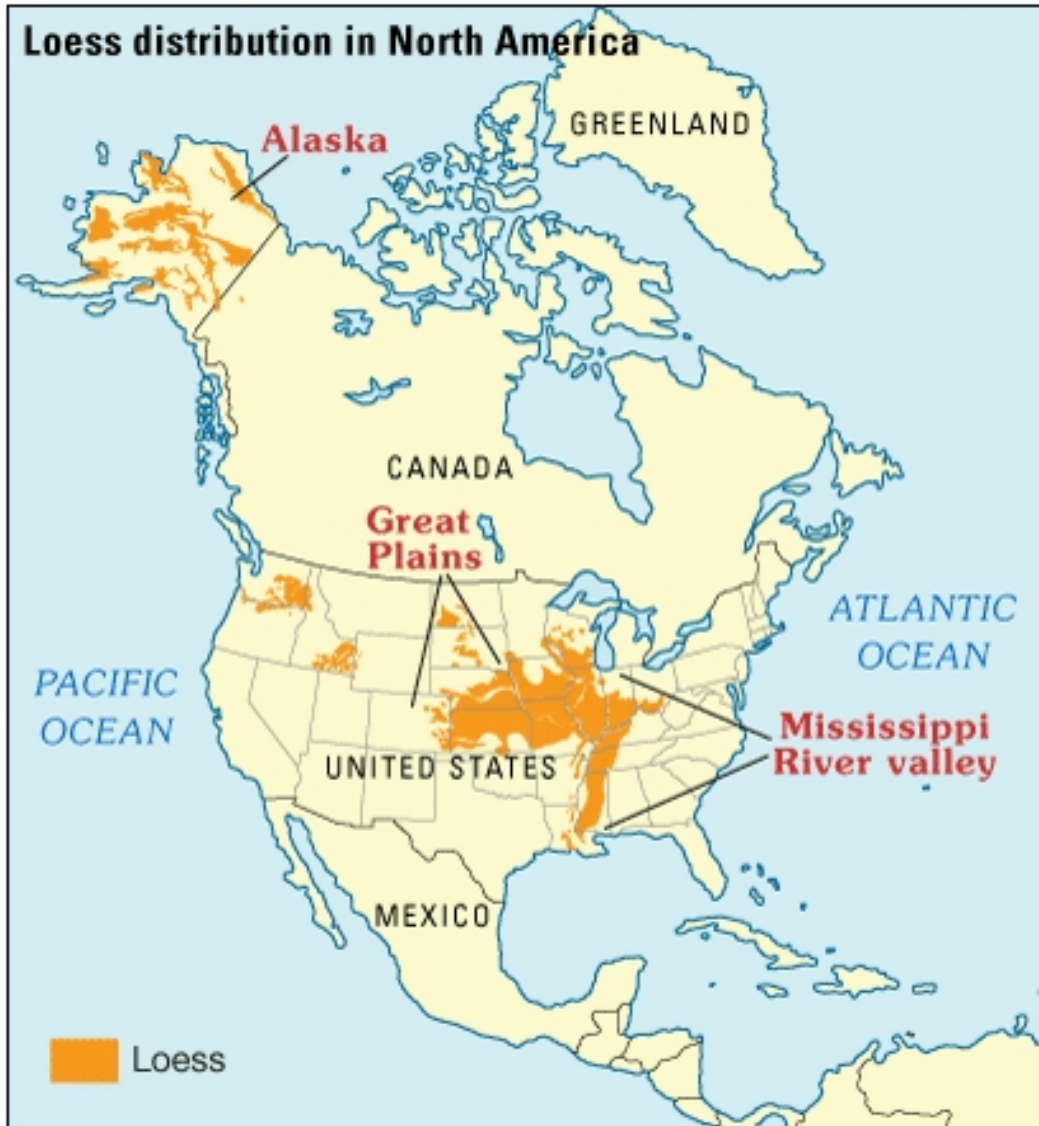 Loess distribution in North America
GREENLAND
Alaska
CANADA
Great
Plains
ATLANTIC
OCEAN
PACIFIC
OCEAN
Mississippi
River valley
UNITED STATES
MEXICO
Loess